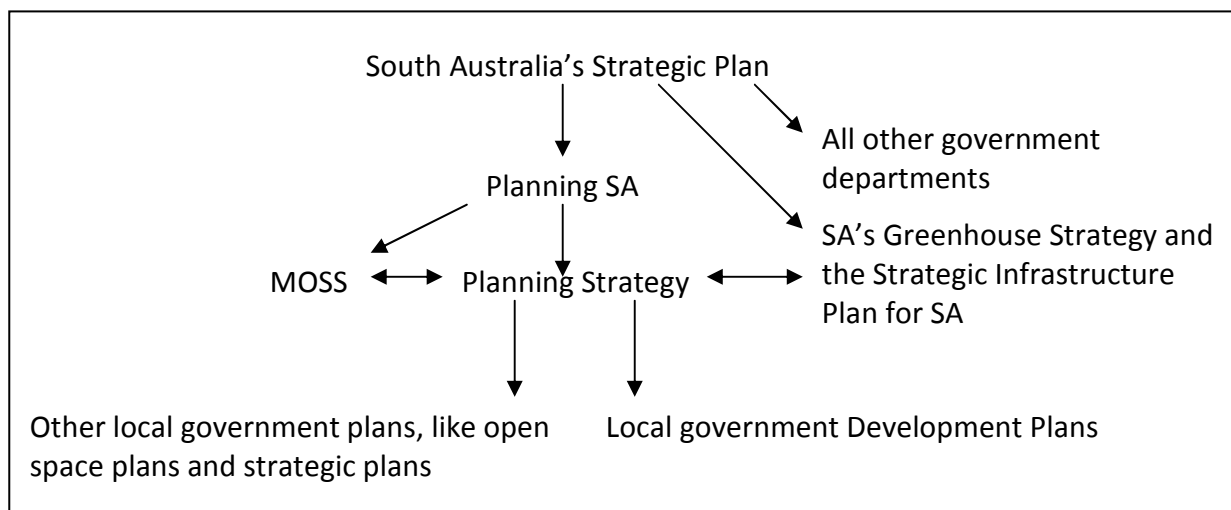 South Australia’s Strategic Plan
All other government
departments
Planning SA
SA’s Greenhouse Strategy and
the Strategic Infrastructure
Plan for SA
MOSS
Planning Strategy
Other local government plans, like open
space plans and strategic plans
Local government Development Plans